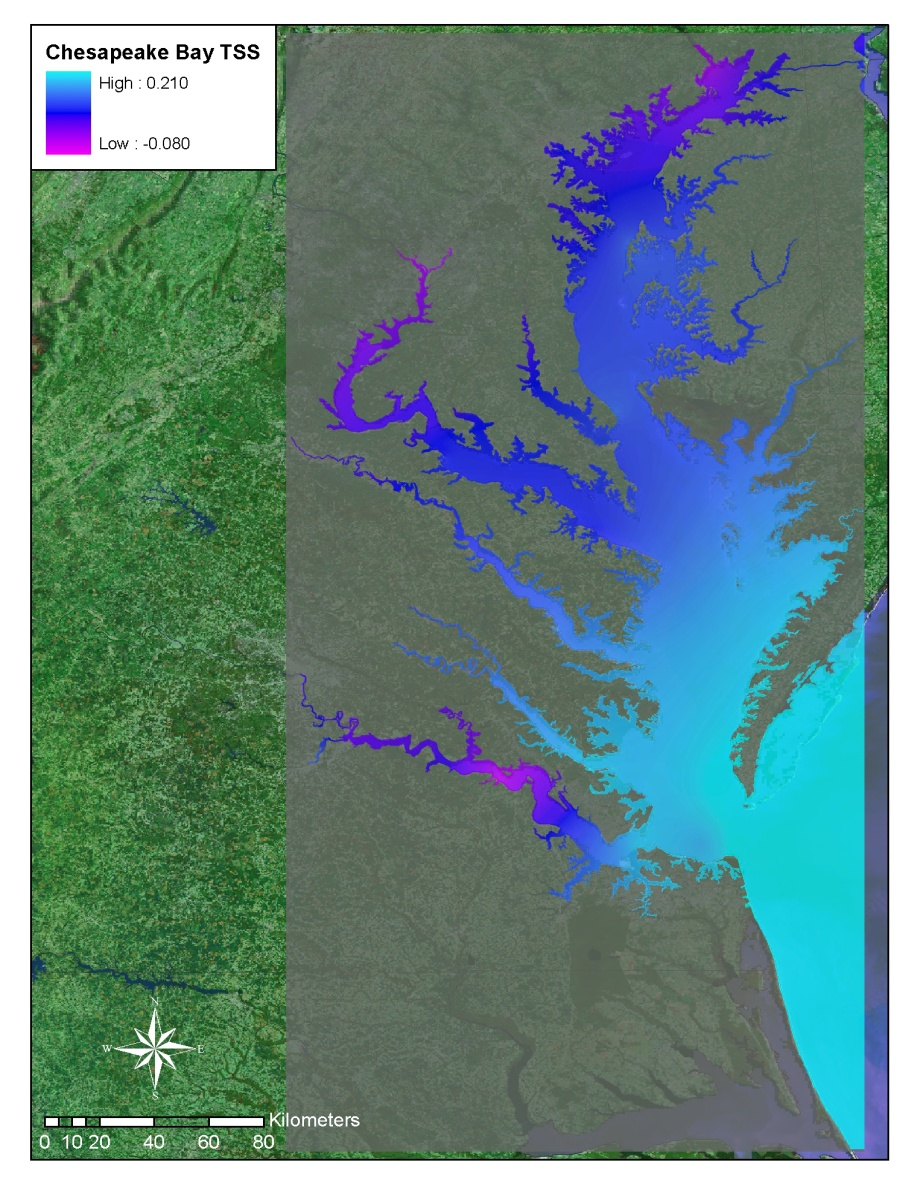 Chesapeake Bay TSS
High : 0.210
Low : -0.080
N
W E
S
Kilometers
0 10 20 40 60 80